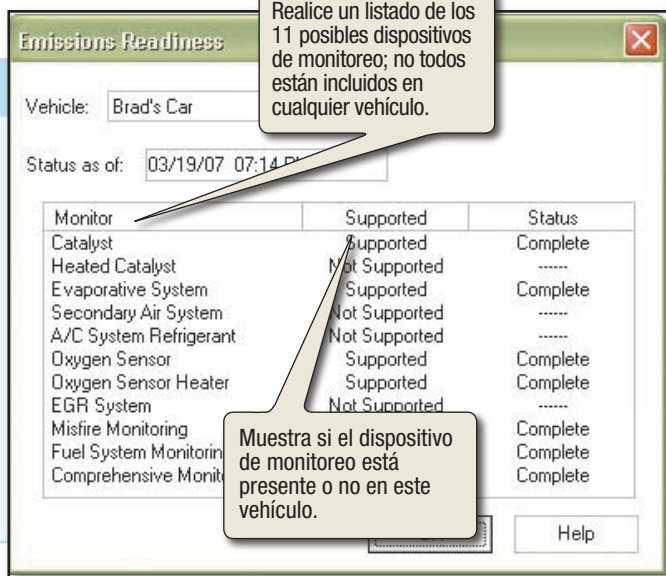 Emissions Readiness
Realice un listado de los
11 posibles dispositivos
de monitoreo; no todos
están incluidos en
cualquier vehículo.
Vehicle: Brad's Car
Status as of: 03/19/07 07:14
Monitor Supported Status
Catalyst Supported Complete
Heated Catalyst Not Supported ------
Evaporative System Supported Complete
Secondary Air System Not Supported ------
A/C System Refrigerant Not Supported ------
Oxygen Sensor Supported Complete
Oxygen Sensor Heater Supported Complete
EGR System Not Supported ------
Misfire Monitoring Complete
Fuel System Complete
Comprehensive Complete
Muestra si el dispositivo
de monitoreo está
presente o no en este
vehículo.
Help